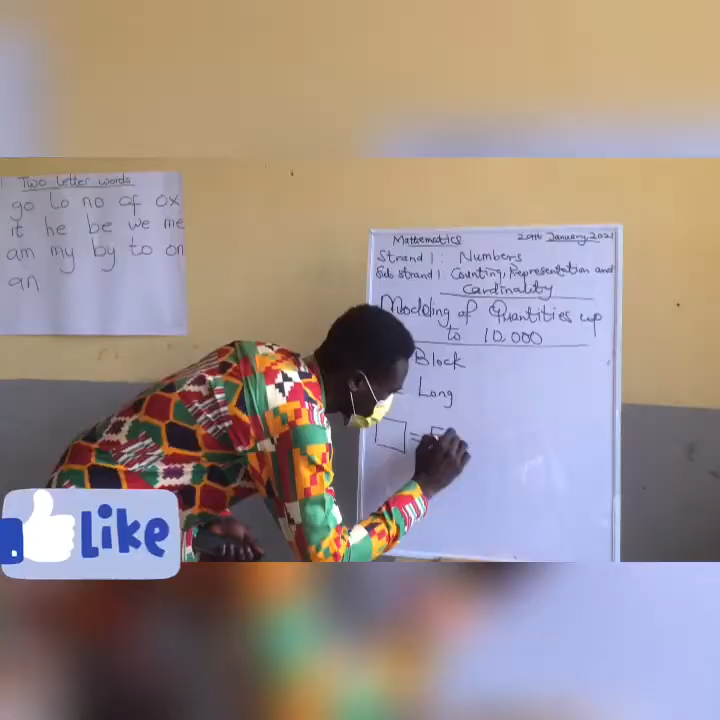 Two letter words
go Lo no of ox
it he be we me
am my by to on
an
Mathematics 29th January, 2021
Strand 1: Numbers
Sub strand 1: Counting, Representation and
Cardinality
Modeling of Quantities up
to 10.000
Block
Long
=
Like